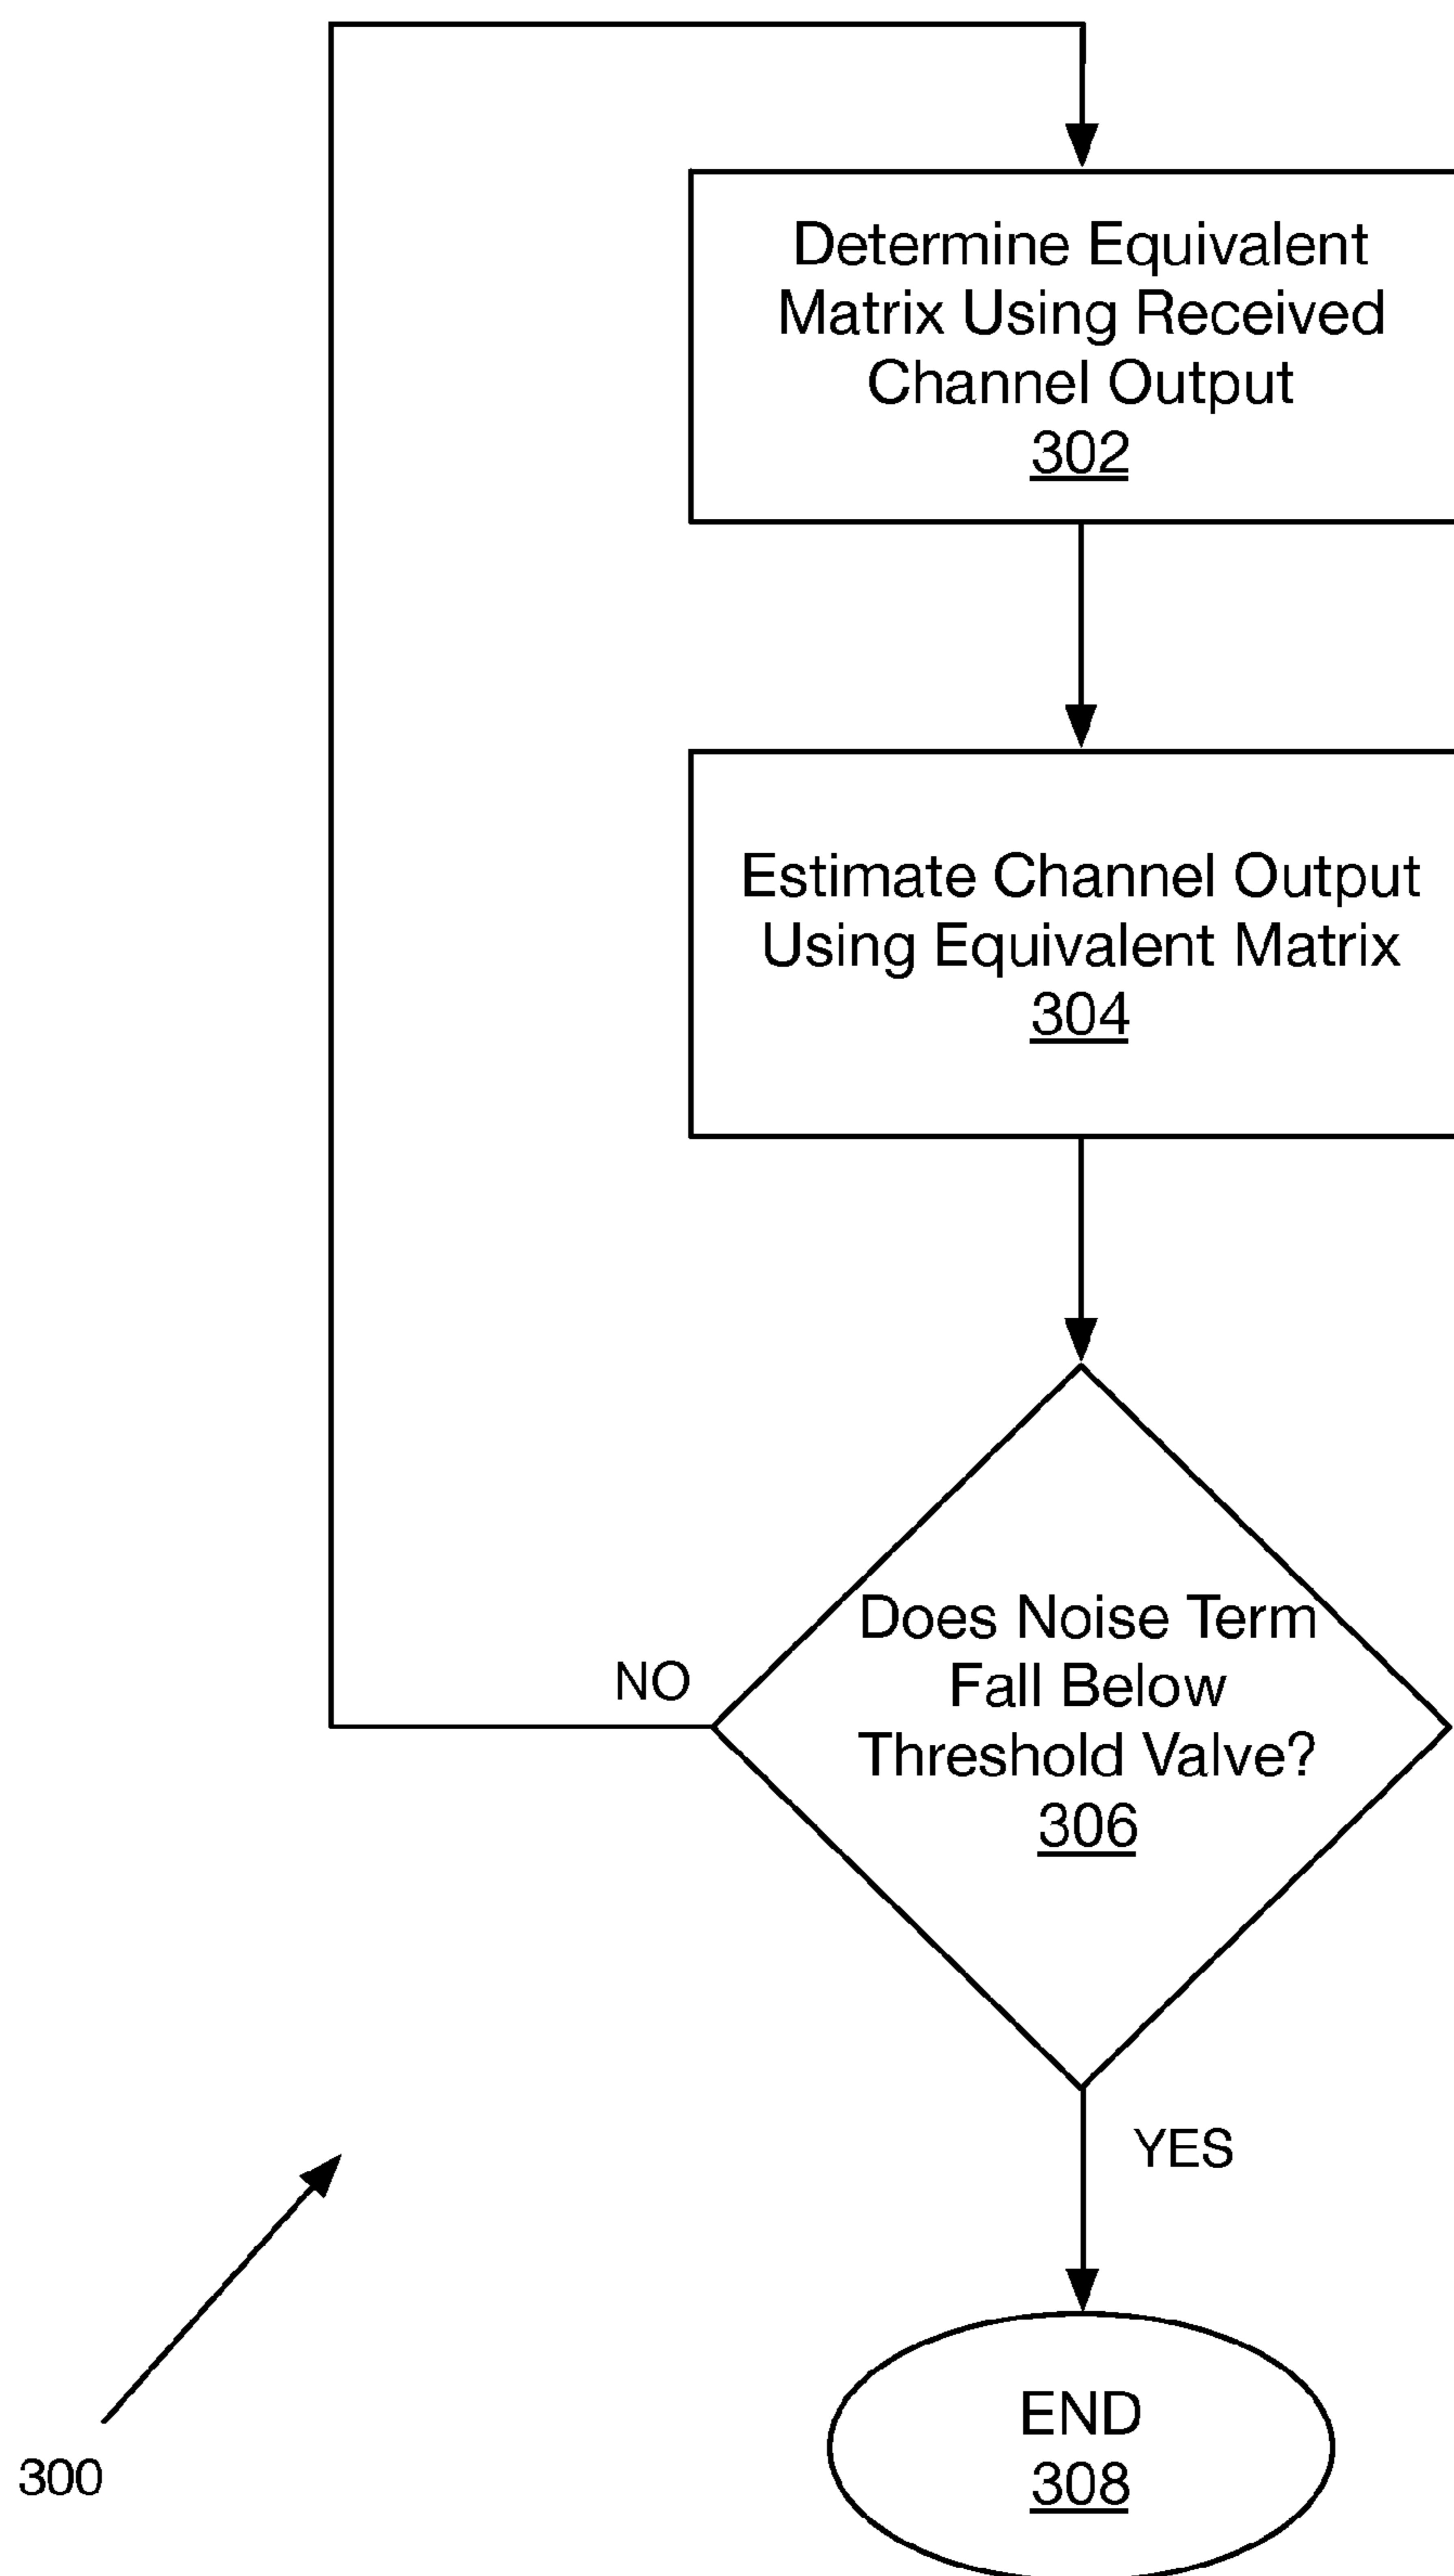 Determine Equivalent
Matrix Using Received
Channel Output
302
Estimate Channel Output
Using Equivalent Matrix
304
Does Noise Term
Fall Below
Threshold Valve?
306
NO
YES
END
308
300